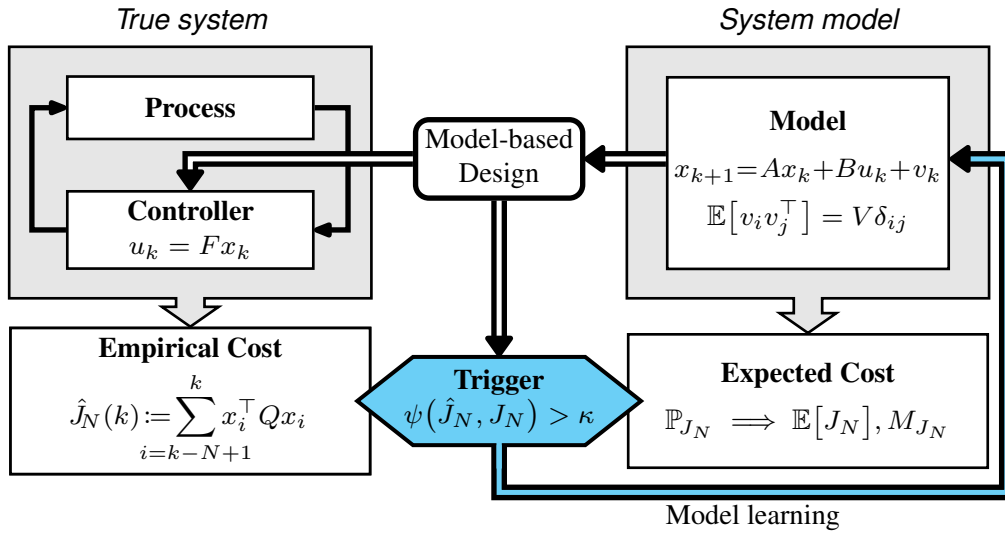 True system
System model
Process
Controller
u_k = Fx_k
Model-based
Design
Model
x_{k+1}=Ax_k+Bu_k+v_k
𝔼[v_i v_j^⊤] = Vδ_{ij}
Empirical Cost
Ĵ_N(k):=∑_{i=k−N+1}^{k} x_i^⊤Qx_i
Trigger
ψ(Ĵ_N, J_N) > κ
Expected Cost
ℙ_{J_N} ⟹ 𝔼[J_N], M_{J_N}
Model learning